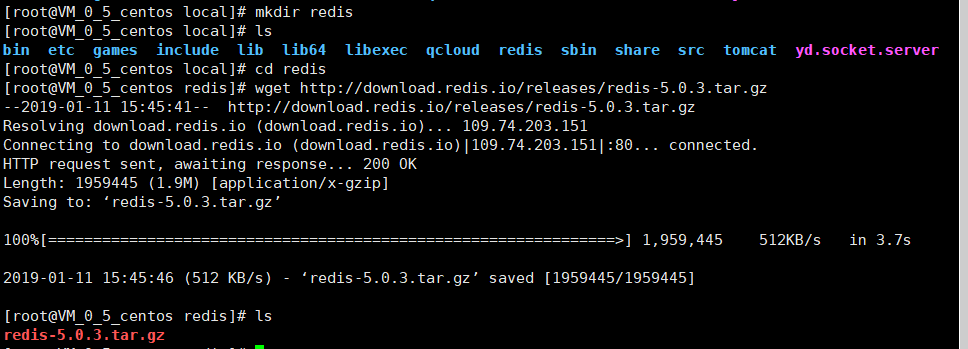 [root@VM_0_5_centos local]# mkdir redis
[root@VM_0_5_centos local]# ls
bin etc games include lib lib64 libexec qcloud redis sbin share src tomcat yd.socket.server
[root@VM_0_5_centos local]# cd redis
[root@VM_0_5_centos redis]# wget http://download.redis.io/releases/redis-5.0.3.tar.gz
--2019-01-11 15:45:41-- http://download.redis.io/releases/redis-5.0.3.tar.gz
Resolving download.redis.io (download.redis.io)... 109.74.203.151
Connecting to download.redis.io (download.redis.io)|109.74.203.151|:80... connected.
HTTP request sent, awaiting response... 200 OK
Length: 1959445 (1.9M) [application/x-gzip]
Saving to: ‘redis-5.0.3.tar.gz’
100%[===============================================================>] 1,959,445 512KB/s in 3.7s
2019-01-11 15:45:46 (512 KB/s) - ‘redis-5.0.3.tar.gz’ saved [1959445/1959445]
[root@VM_0_5_centos redis]# ls
redis-5.0.3.tar.gz